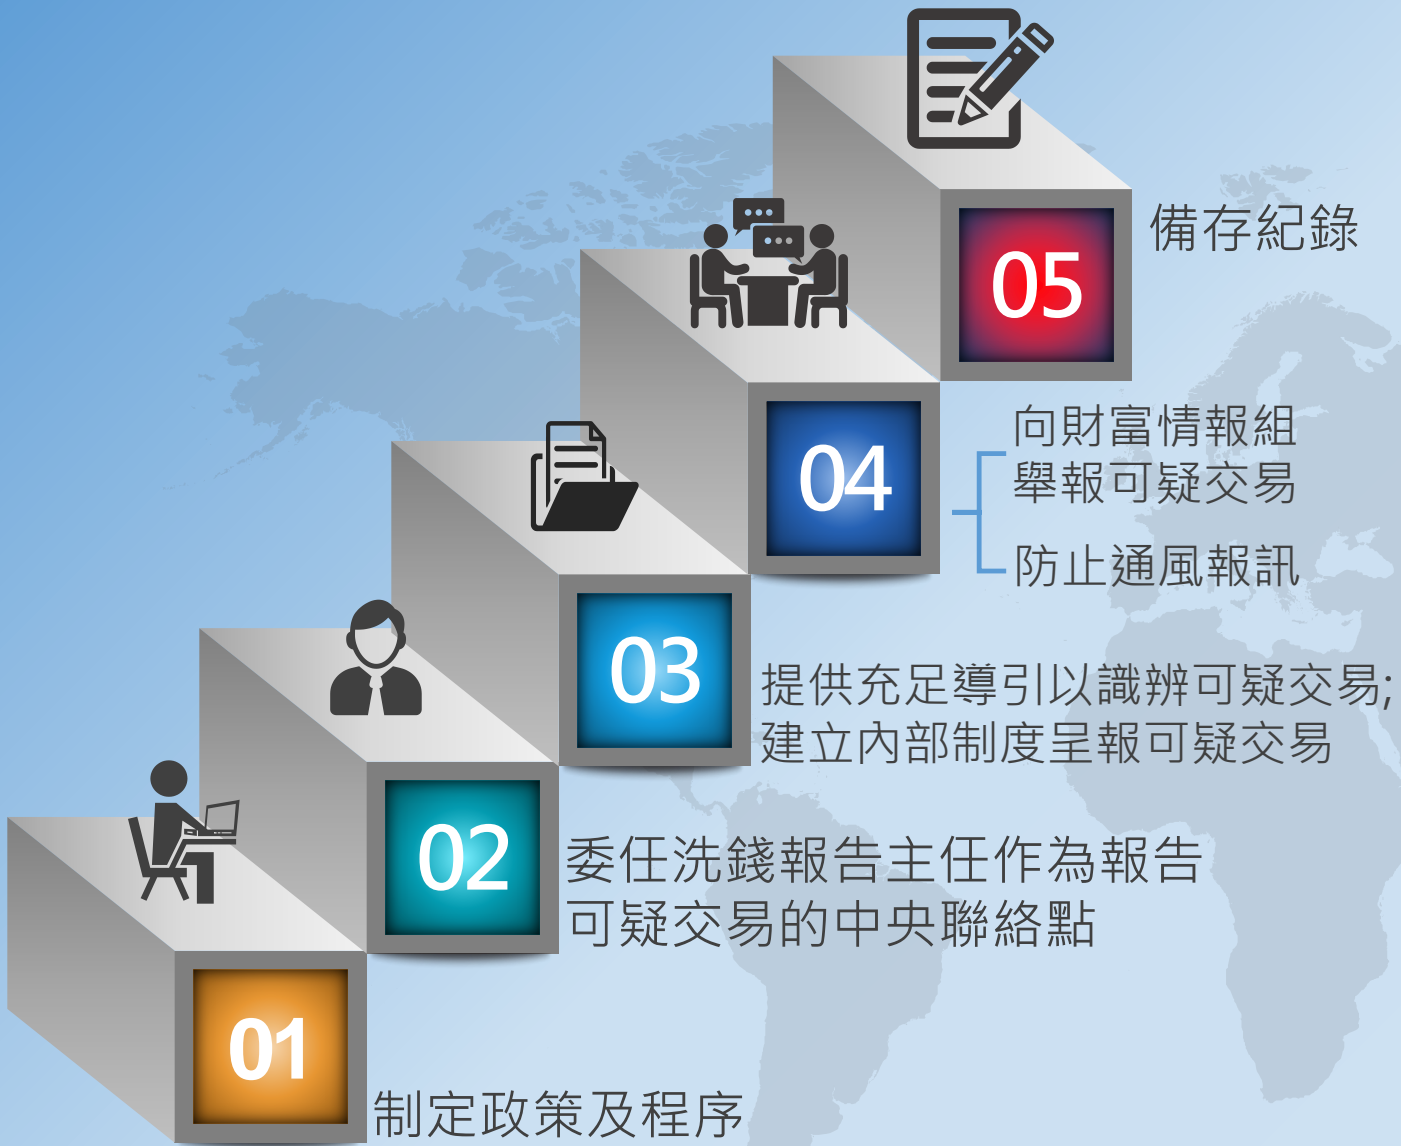 05
備存紀錄
04
向財富情報組
舉報可疑交易
防止通風報訊
03
提供充足導引以識辨可疑交易;
建立內部制度呈報可疑交易
02
委任洗錢報告主任作為報告
可疑交易的中央聯絡點
01
制定政策及程序